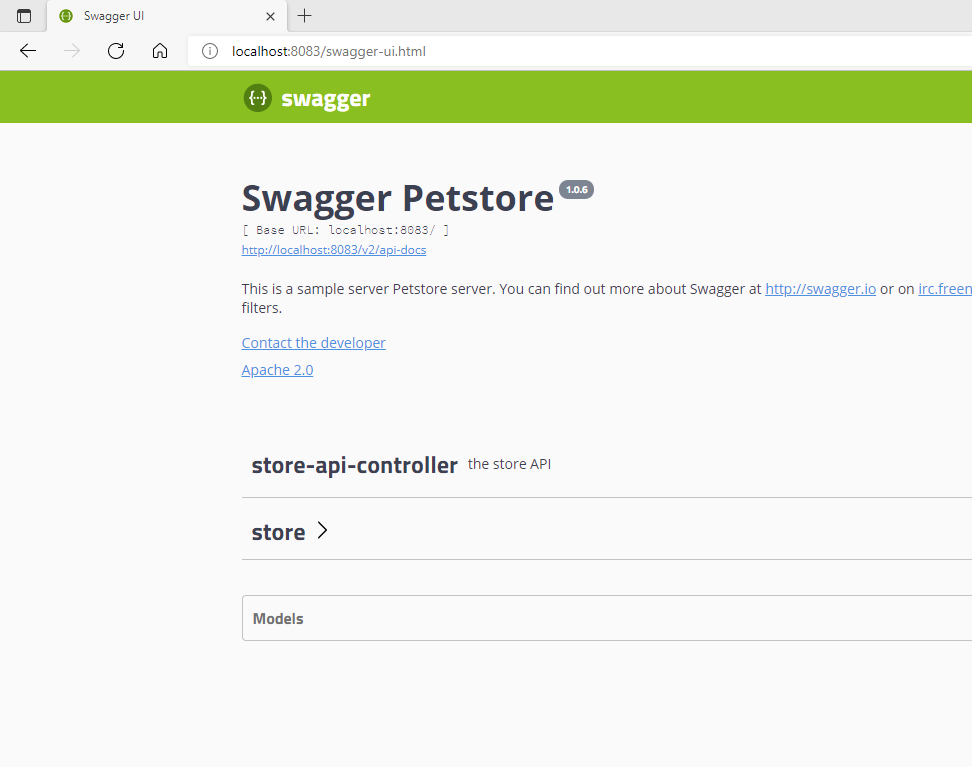 Swagger UI
localhost:8083/swagger-ui.html
{··} swagger
Swagger Petstore 1.0.6
[ Base URL: localhost:8083/ ]
http://localhost:8083/v2/api-docs
This is a sample server Petstore server. You can find out more about Swagger at http://swagger.io or on irc.freen
filters.
Contact the developer
Apache 2.0
store-api-controller the store API
store
Models